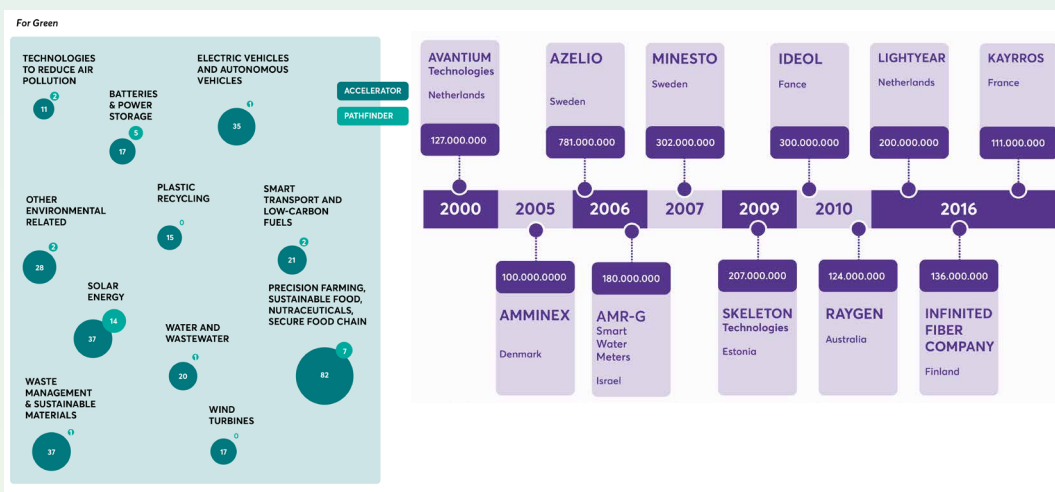 For Green
TECHNOLOGIES
TO REDUCE AIR
POLLUTION
2
11
ELECTRIC VEHICLES
AND AUTONOMOUS
VEHICLES
1
35
ACCELERATOR
PATHFINDER
BATTERIES
& POWER
STORAGE
5
17
OTHER
ENVIRONMENTAL
RELATED
2
28
PLASTIC
RECYCLING
0
15
SMART
TRANSPORT AND
LOW-CARBON
FUELS
2
21
SOLAR
ENERGY
14
37
WATER AND
WASTEWATER
1
20
PRECISION FARMING,
SUSTAINABLE FOOD,
NUTRACEUTICALS,
SECURE FOOD CHAIN
7
82
WASTE
MANAGEMENT
& SUSTAINABLE
MATERIALS
1
37
WIND
TURBINES
0
17
AVANTIUM
Technologies
Netherlands
127.000.000
AZELIO
Sweden
781.000.000
MINESTO
Sweden
302.000.000
IDEOL
Fance
300.000.000
LIGHTYEAR
Netherlands
200.000.000
KAYRROS
France
111.000.000
2000
2005
2006
2007
2009
2010
2016
100.000.0000
AMMINEX
Denmark
180.000.000
AMR-G
Smart
Water
Meters
Israel
207.000.000
SKELETON
Technologies
Estonia
124.000.000
RAYGEN
Australia
136.000.000
INFINITED
FIBER
COMPANY
Finland